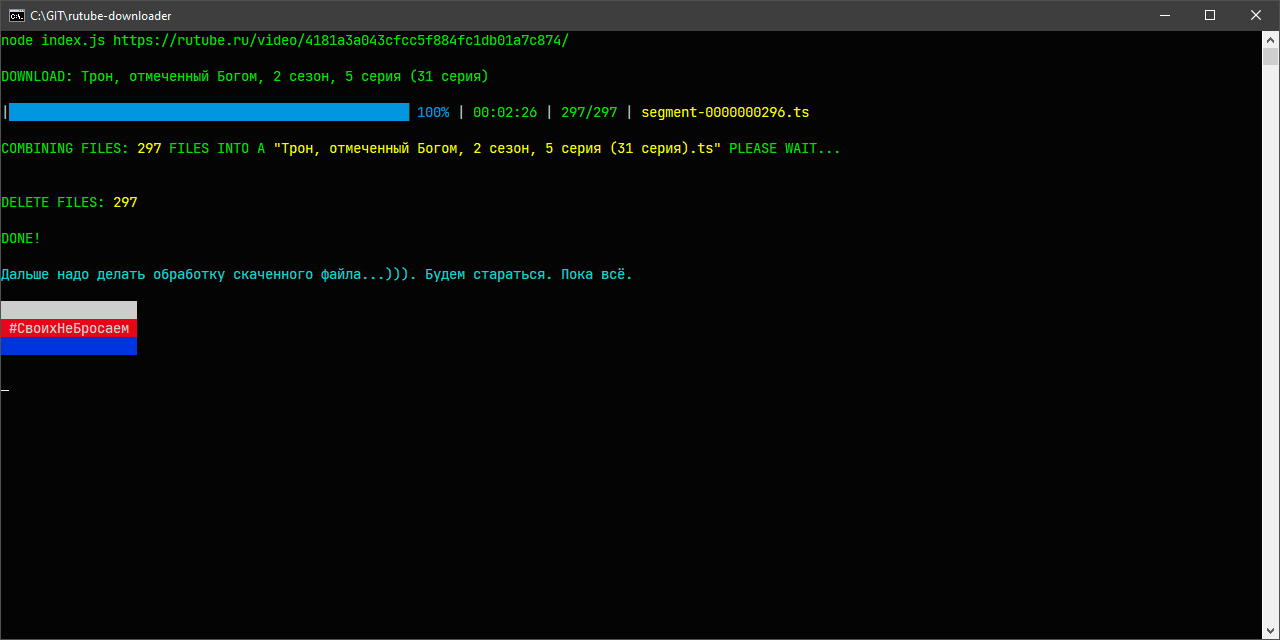 C:\GIT\rutube-downloader
node index.js https://rutube.ru/video/4181a3a043cfcc5f884fc1db01a7c874/
DOWNLOAD: Трон, отмеченный Богом, 2 сезон, 5 серия (31 серия)
| 100% | 00:02:26 | 297/297 | segment-0000000296.ts
COMBINING FILES: 297 FILES INTO A "Трон, отмеченный Богом, 2 сезон, 5 серия (31 серия).ts" PLEASE WAIT...
DELETE FILES: 297
DONE!
Дальше надо делать обработку скаченного файла...))). Будем стараться. Пока всё.
#СвоихНеБросаем